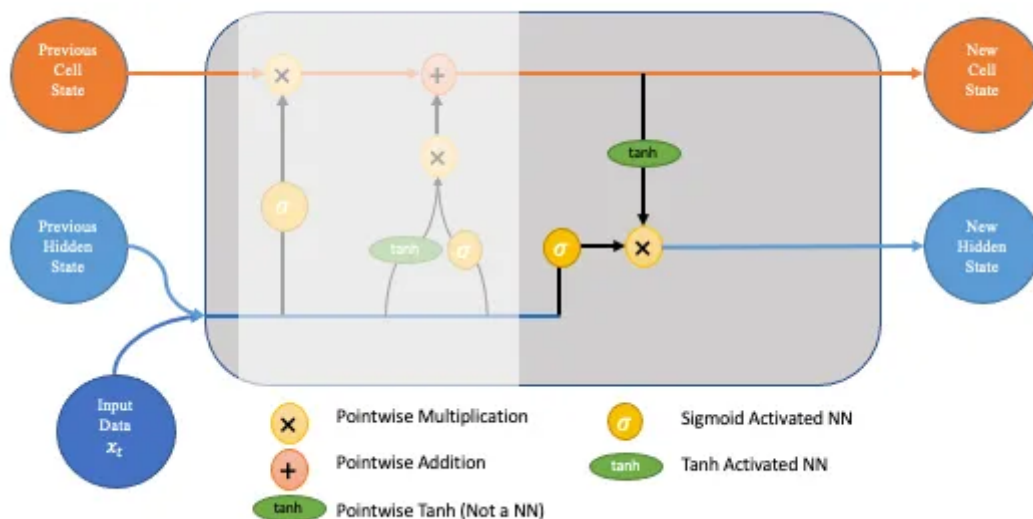 Previous
Cell
State
New
Cell
State
×
+
×
tanh
σ
Previous
Hidden
State
tanh
σ
σ
×
New
Hidden
State
Input
Data
xₜ
× Pointwise Multiplication
σ Sigmoid Activated NN
+ Pointwise Addition
tanh Tanh Activated NN
tanh Pointwise Tanh (Not a NN)